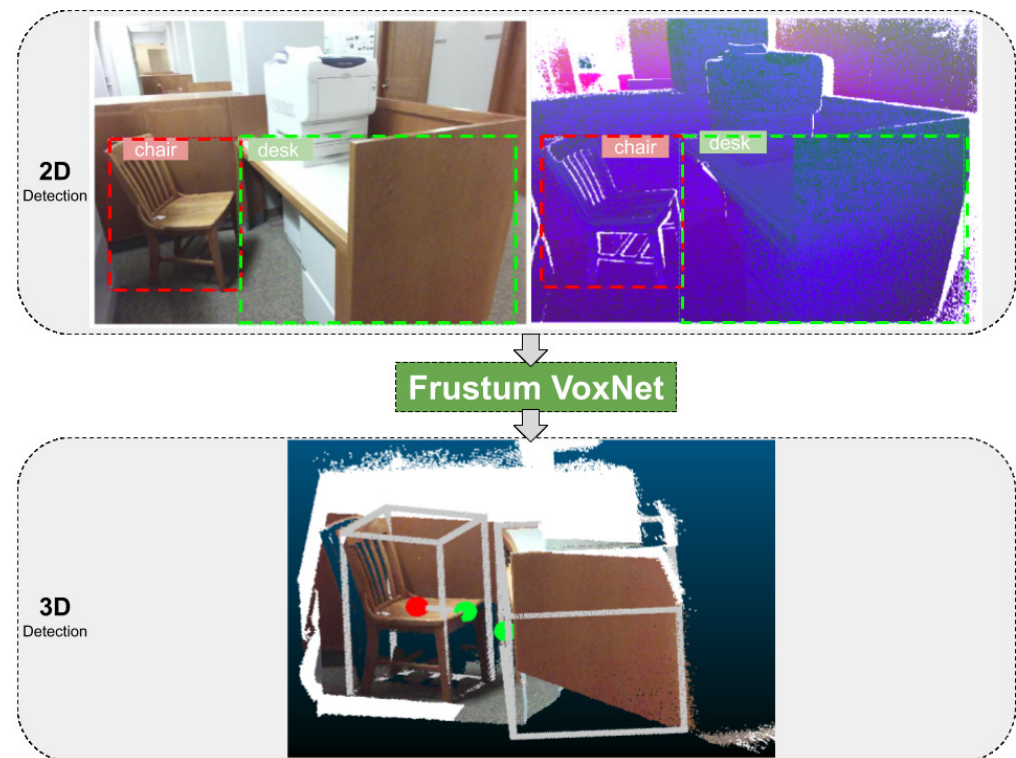 2D
Detection
chair
desk
chair
desk
Frustum VoxNet
3D
Detection